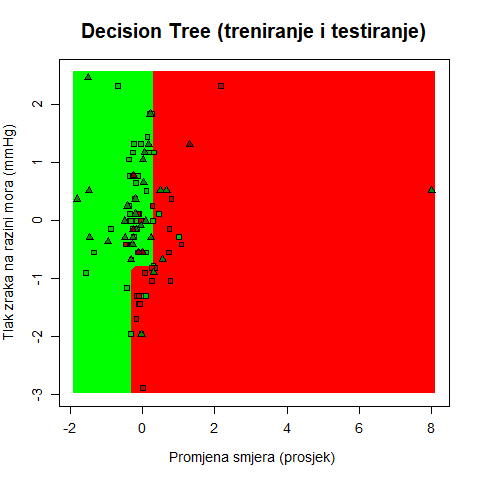 Decision Tree (treniranje i testiranje)
Tlak zraka na razini mora (mmHg)
2
1
0
-1
-2
-3
-2 0 2 4 6 8
Promjena smjera (prosjek)